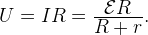 U = IR = \frac{\mathcal{E}R}{R + r}.